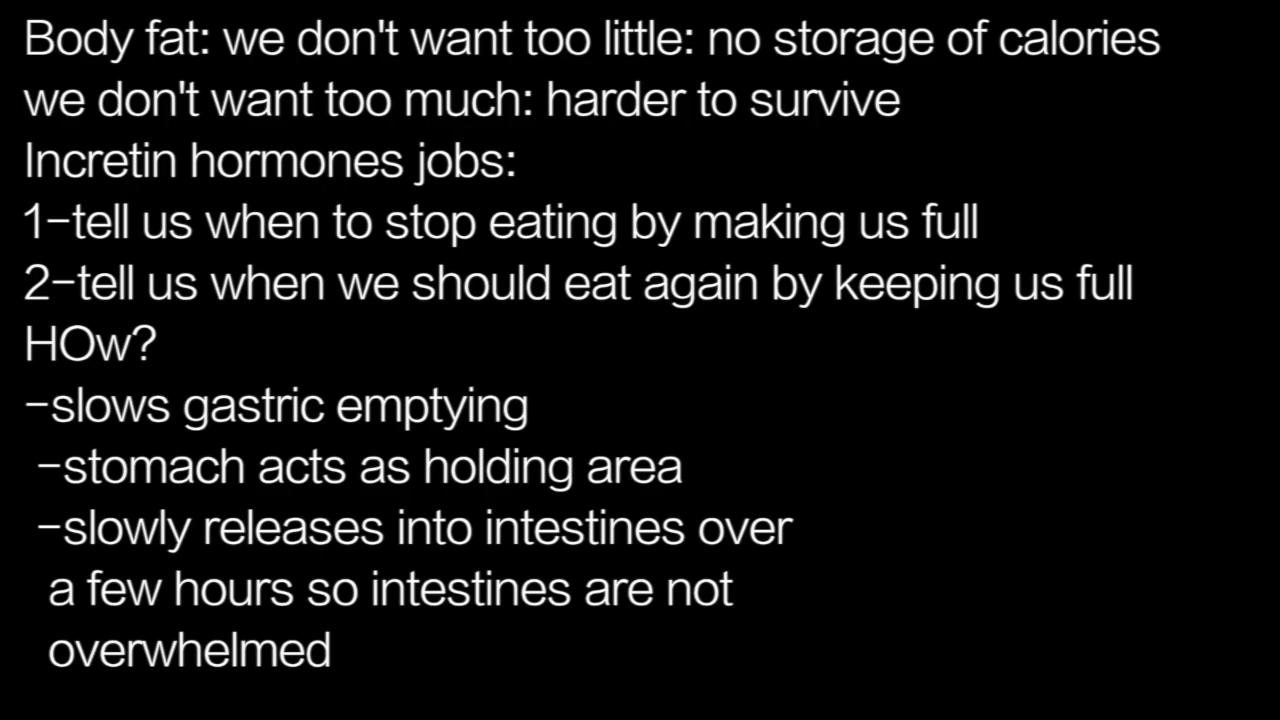 Body fat: we don't want too little: no storage of calories
we don't want too much: harder to survive
Incretin hormones jobs:
1-tell us when to stop eating by making us full
2-tell us when we should eat again by keeping us full
HOw?
-slows gastric emptying
-stomach acts as holding area
-slowly releases into intestines over
a few hours so intestines are not
overwhelmed